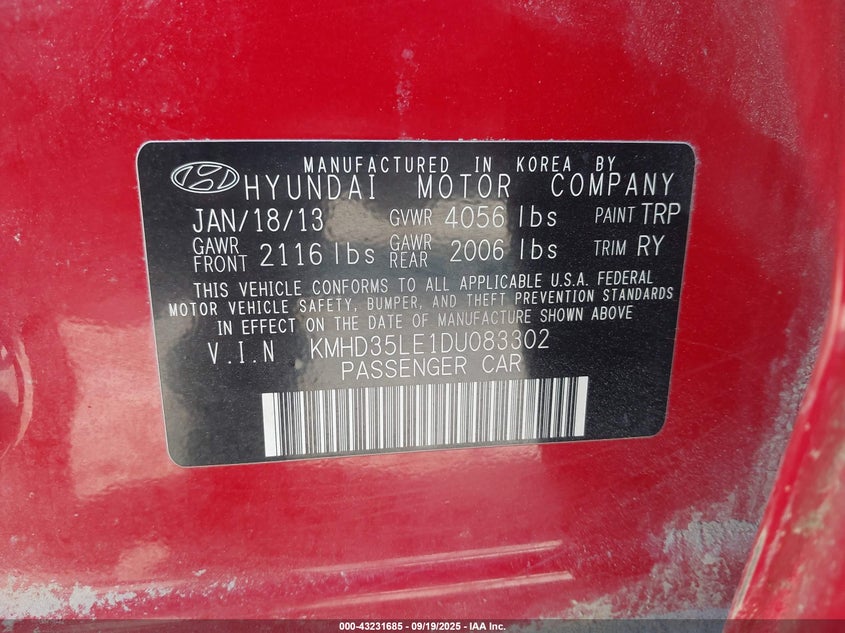 MANUFACTURED IN KOREA BY
HYUNDAI MOTOR COMPANY
JAN/18/13 GVWR 4056 lbs PAINT TRP
GAWR FRONT 2116 lbs GAWR REAR 2006 lbs TRIM RY
THIS VEHICLE CONFORMS TO ALL APPLICABLE U.S.A. FEDERAL
MOTOR VEHICLE SAFETY, BUMPER, AND THEFT PREVENTION STANDARDS
IN EFFECT ON THE DATE OF MANUFACTURE SHOWN ABOVE
V.I.N KMHD35LE1DU083302
PASSENGER CAR
000-43231685 - 09/19/2025 - IAA Inc.